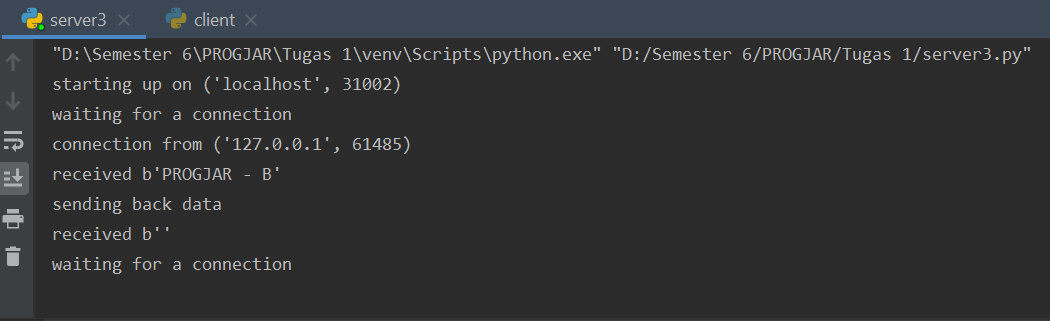 server3
client
"D:\Semester 6\PROGJAR\Tugas 1\venv\Scripts\python.exe" "D:/Semester 6/PROGJAR/Tugas 1/server3.py"
starting up on ('localhost', 31002)
waiting for a connection
connection from ('127.0.0.1', 61485)
received b'PROGJAR - B'
sending back data
received b''
waiting for a connection